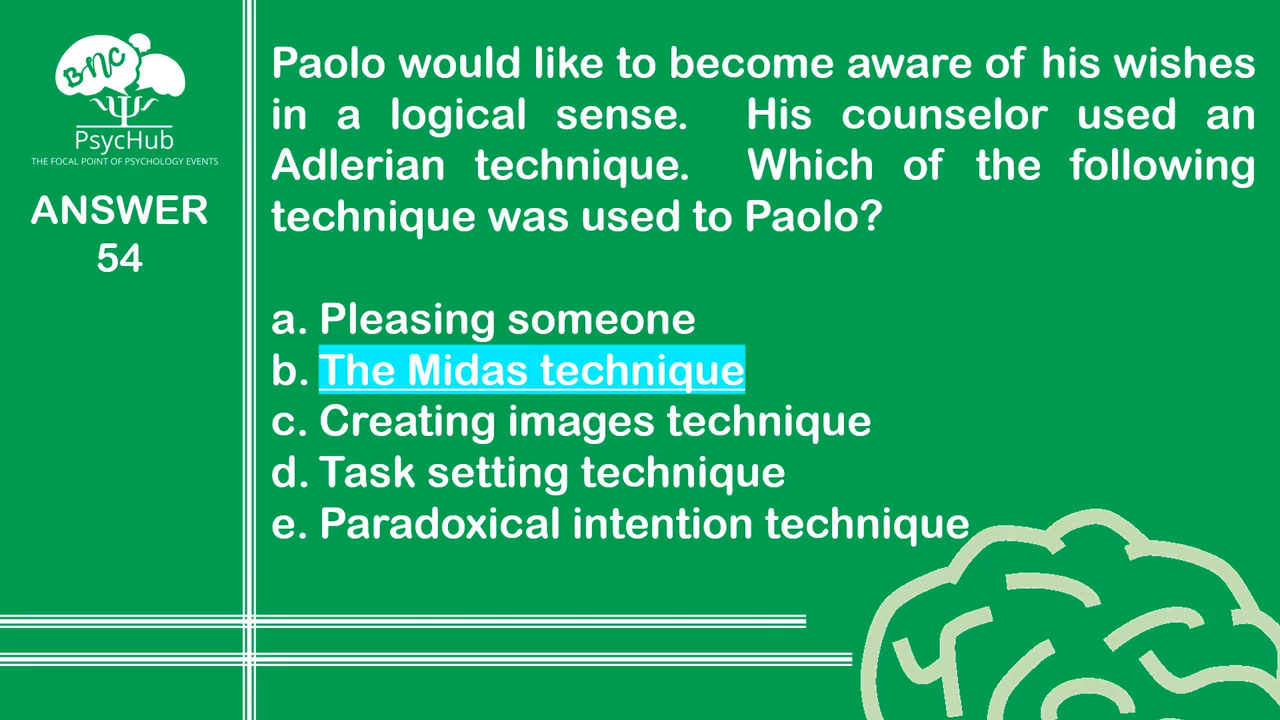 BNC
PsycHub
THE FOCAL POINT OF PSYCHOLOGY EVENTS
ANSWER
54
Paolo would like to become aware of his wishes
in a logical sense. His counselor used an
Adlerian technique. Which of the following
technique was used to Paolo?
a. Pleasing someone
b. The Midas technique
c. Creating images technique
d. Task setting technique
e. Paradoxical intention technique